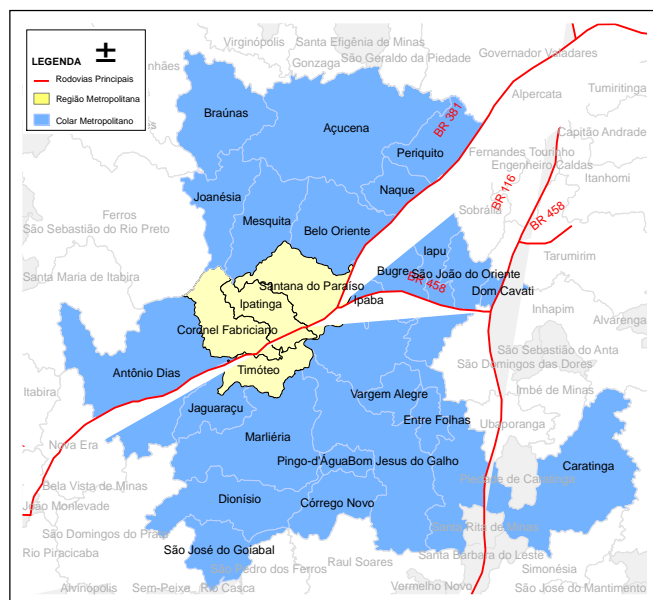 LEGENDA
±
Rodovias Principais
Região Metropolitana
Colar Metropolitano
Virginópolis
Santa Efigênia de Minas
Gonzaga
São Geraldo da Piedade
Governador Valadares
Alpercata
Tumiritinga
Braúnas
Açucena
BR 381
Periquito
Capitão Andrade
Fernandes Tourinho
Engenheiro Caldas
Itanhomi
Naque
BR 116
Joanésia
Mesquita
Belo Oriente
Sobrália
BR 458
Ferros
São Sebastião do Rio Preto
Tarumirim
Iapu
Bugre
São João do Oriente
BR 458
Dom Cavati
Santa Maria de Itabira
Santana do Paraíso
Ipatinga
Ipaba
Inhapim
Alvarenga
Coronel Fabriciano
São Sebastião do Anta
São Domingos das Dores
Antônio Dias
Timóteo
Itabira
Vargem Alegre
Imbé de Minas
Jaguaraçu
Entre Folhas
Ubaporanga
Marliéria
Nova Era
Pingo-d'Água
Bom Jesus do Galho
Caratinga
Piedade de Caratinga
Bela Vista de Minas
João Monlevade
Dionísio
Córrego Novo
Santa Rita de Minas
São Domingos do Prata
Rio Piracicaba
São José do Goiabal
Santa Bárbara do Leste
Raul Soares
São Pedro dos Ferros
Simonésia
Alvinópolis
Sem-Peixe
Rio Casca
Vermelho Novo
São José do Mantimento